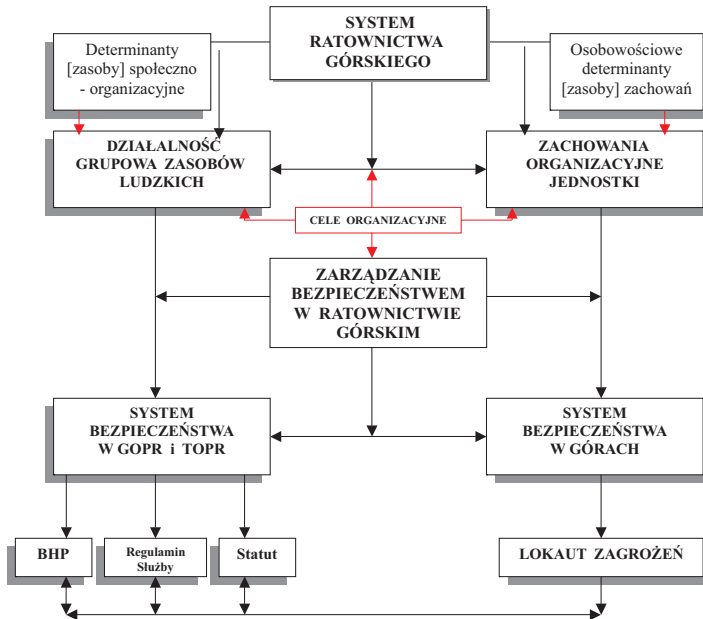 SYSTEM
RATOWNICTWA
GÓRSKIEGO
Determinanty
[zasoby] społeczno
- organizacyjne
Osobowościowe
determinanty
[zasoby] zachowań
DZIAŁALNOŚĆ
GRUPOWA ZASOBÓW
LUDZKICH
ZACHOWANIA
ORGANIZACYJNE
JEDNOSTKI
CELE ORGANIZACYJNE
ZARZĄDZANIE
BEZPIECZEŃSTWEM
W RATOWNICTWIE
GÓRSKIM
SYSTEM
BEZPIECZEŃSTWA
W GOPR i TOPR
SYSTEM
BEZPIECZEŃSTWA
W GÓRACH
BHP
Regulamin
Służby
Statut
LOKAUT ZAGROŻEŃ